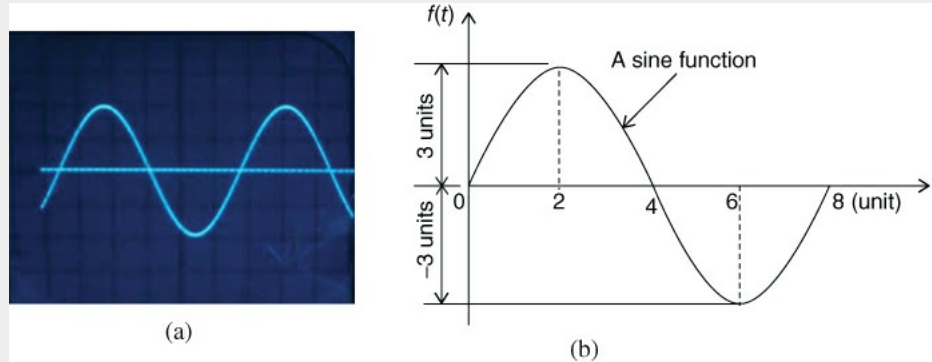 f(t)
A sine function
3 units
0
2
4
6
8 (unit)
–3 units
(a)
(b)